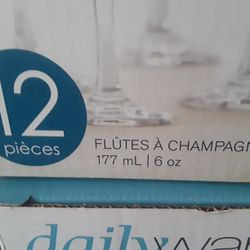 12
pièces
FLÛTES À CHAMPAGN
177 mL | 6 oz
daily